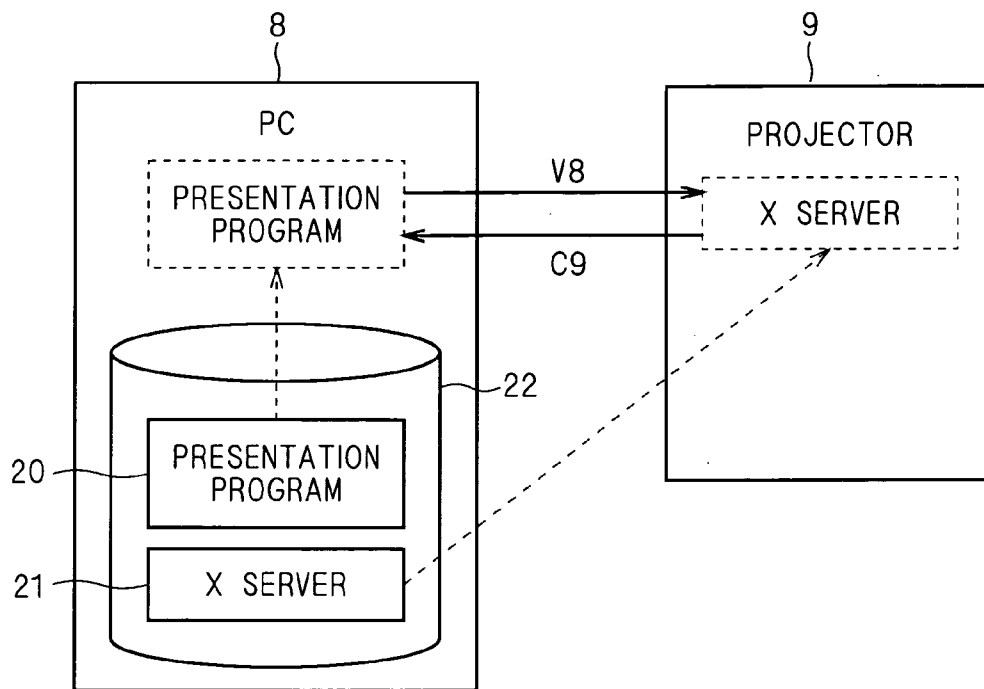 8
9
PC
PROJECTOR
PRESENTATION
PROGRAM
V8
X SERVER
C9
22
20
PRESENTATION
PROGRAM
21
X SERVER